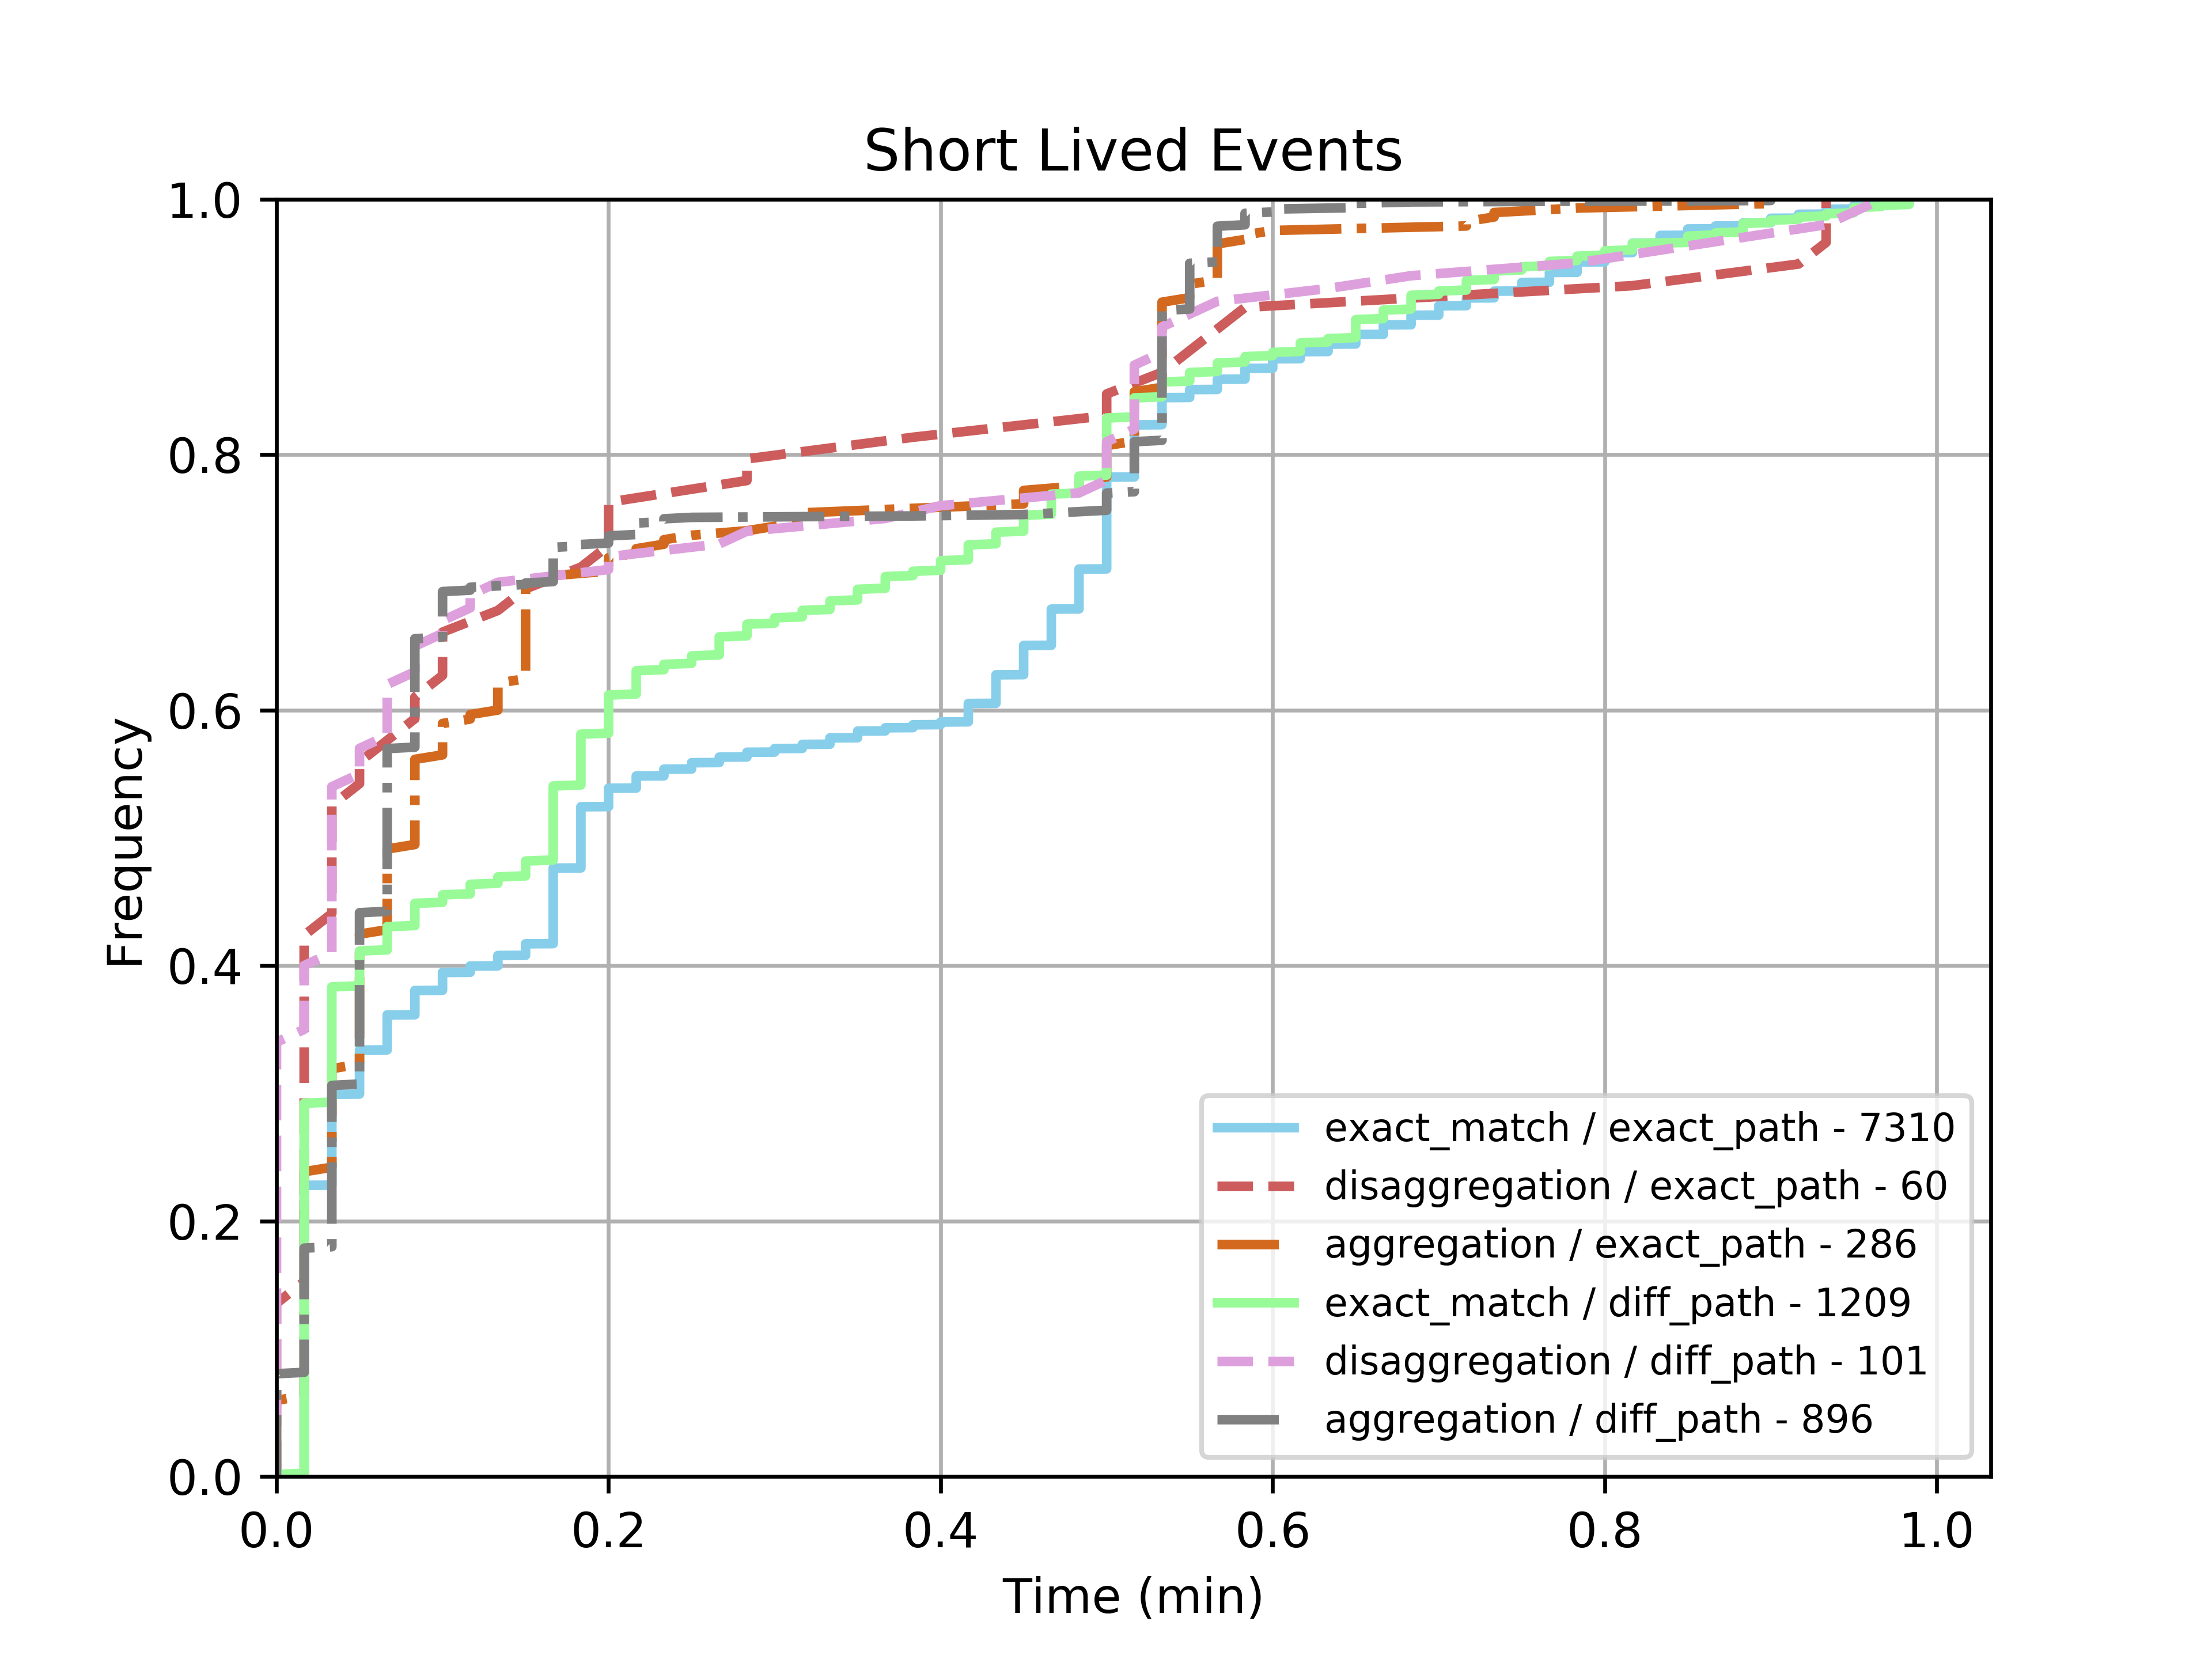 Short Lived Events
1.0
0.8
0.6
0.4
0.2
0.0
Frequency
exact_match / exact_path - 7310
disaggregation / exact_path - 60
aggregation / exact_path - 286
exact_match / diff_path - 1209
disaggregation / diff_path - 101
aggregation / diff_path - 896
0.0 0.2 0.4 0.6 0.8 1.0
Time (min)